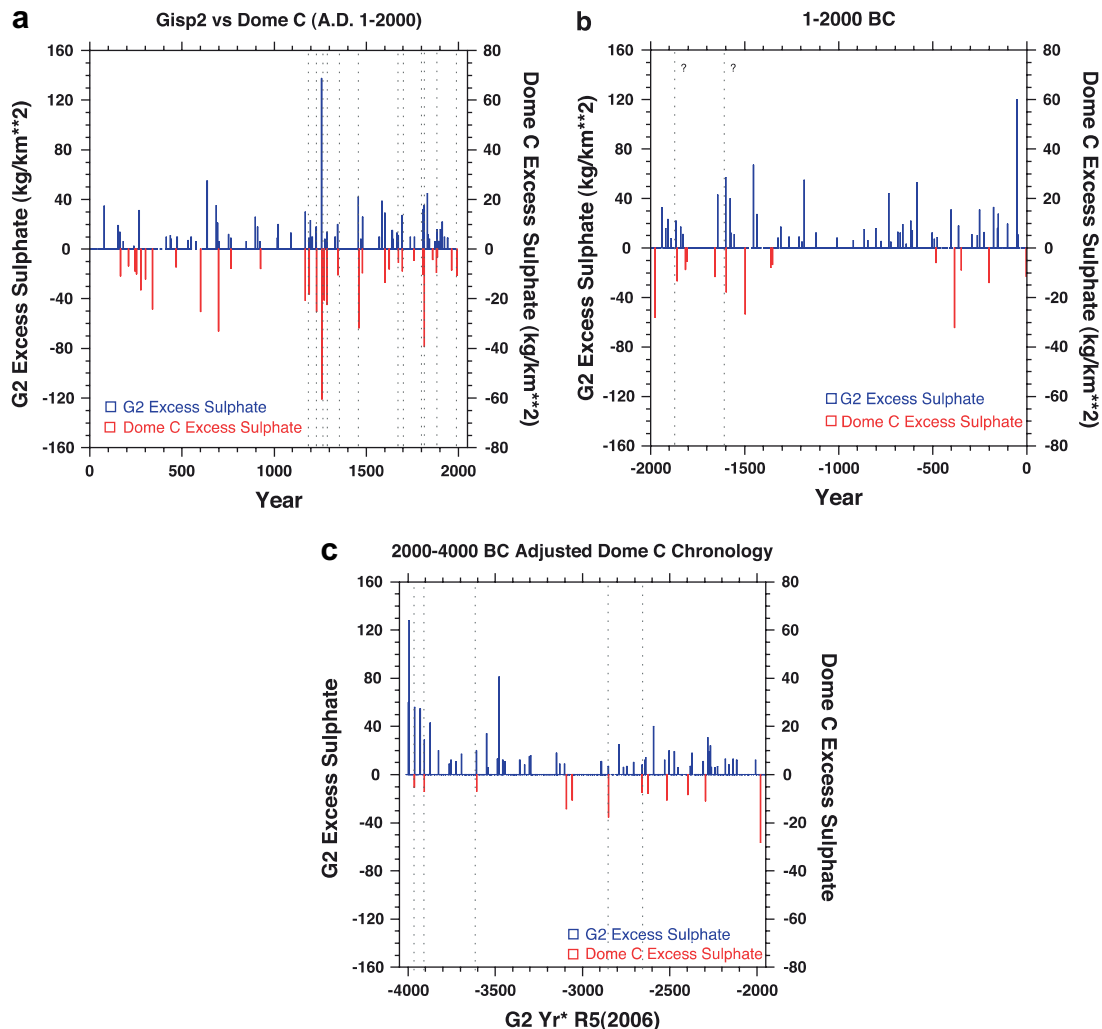 a
Gisp2 vs Dome C (A.D. 1-2000)
160
120
80
40
0
-40
-80
-120
-160
80
60
40
20
0
-20
-40
-60
-80
G2 Excess Sulphate (kg/km**2)
Dome C Excess Sulphate (kg/km**2)
G2 Excess Sulphate
Dome C Excess Sulphate
0 500 1000 1500 2000
Year
b
1-2000 BC
160
120
80
40
0
-40
-80
-120
-160
80
60
40
20
0
-20
-40
-60
-80
G2 Excess Sulphate (kg/km**2)
Dome C Excess Sulphate (kg/km**2)
? ?
G2 Excess Sulphate
Dome C Excess Sulphate
-2000 -1500 -1000 -500 0
Year
c
2000-4000 BC Adjusted Dome C Chronology
160
120
80
40
0
-40
-80
-120
-160
80
60
40
20
0
-20
-40
-60
-80
G2 Excess Sulphate
Dome C Excess Sulphate
G2 Excess Sulphate
Dome C Excess Sulphate
-4000 -3500 -3000 -2500 -2000
G2 Yr* R5(2006)